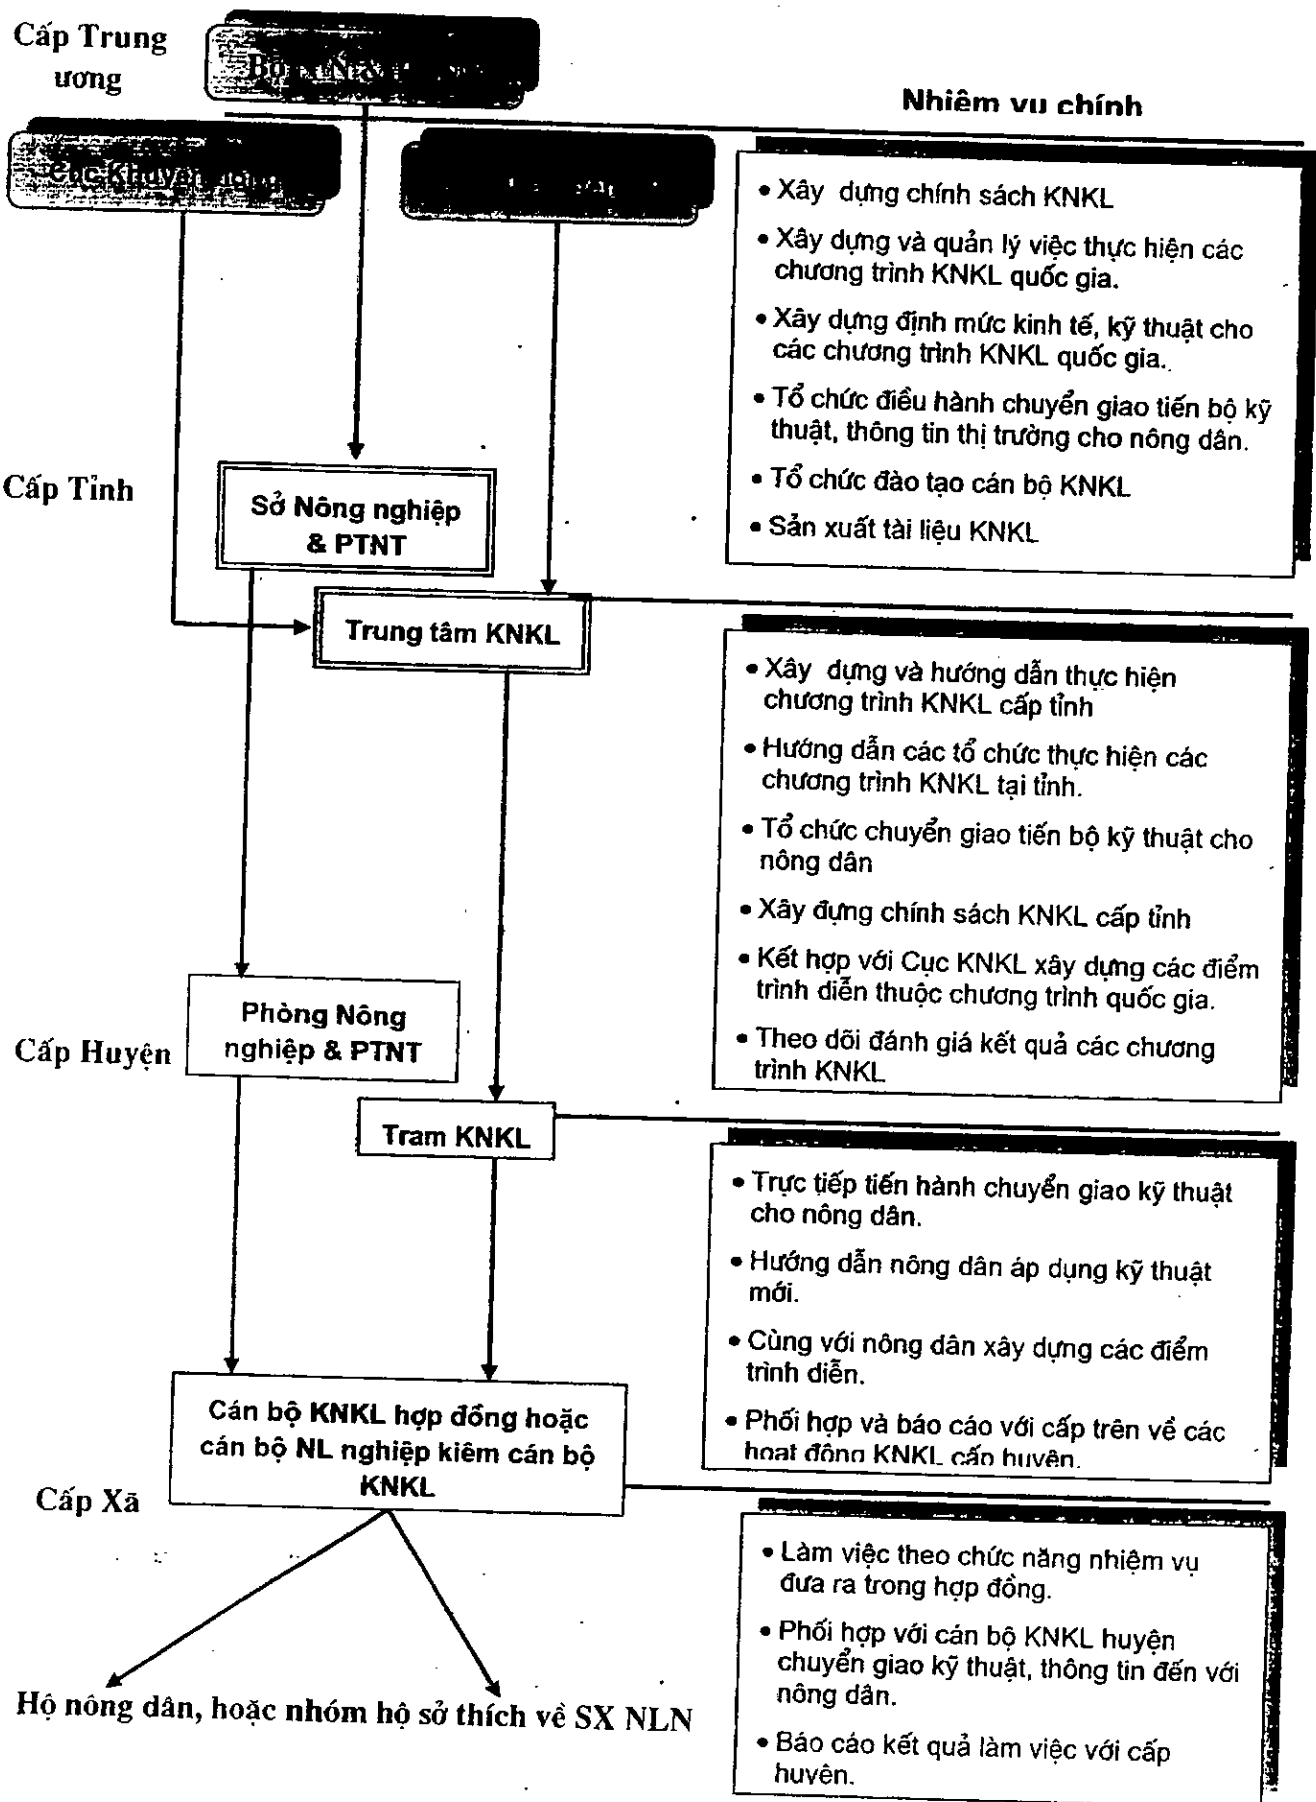 Cấp Trung
ương
Nhiêm vu chính
Cục Khuyến
• Xây dựng chính sách KNKL
• Xây dựng và quản lý việc thực hiện các
chương trình KNKL quốc gia.
• Xây dựng định mức kinh tế, kỹ thuật cho
các chương trình KNKL quốc gia.
• Tổ chức điều hành chuyển giao tiến bộ kỹ
thuật, thông tin thị trường cho nông dân.
• Tổ chức đào tạo cán bộ KNKL
• Sản xuất tài liệu KNKL
Cấp Tỉnh
Sở Nông nghiệp
& PTNT
Trung tâm KNKL
• Xây dựng và hướng dẫn thực hiện
chương trình KNKL cấp tỉnh
• Hướng dẫn các tổ chức thực hiện các
chương trình KNKL tại tỉnh.
• Tổ chức chuyển giao tiến bộ kỹ thuật cho
nông dân
• Xây đựng chính sách KNKL cấp tỉnh
• Kết hợp với Cục KNKL xây dựng các điểm
trình diễn thuộc chương trình quốc gia.
• Theo dõi đánh giá kết quả các chương
trình KNKL
Cấp Huyện
Phòng Nông
nghiệp & PTNT
Tram KNKL
• Trực tiếp tiến hành chuyển giao kỹ thuật
cho nông dân.
• Hướng dẫn nông dân áp dụng kỹ thuật
mới.
• Cùng với nông dân xây dựng các điểm
trình diễn.
• Phối hợp và báo cáo với cấp trên về các
hoat đông KNKL cấp huyên.
Cấp Xã
Cán bộ KNKL hợp đồng hoặc
cán bộ NL nghiệp kiêm cán bộ
KNKL
• Làm việc theo chức năng nhiệm vụ
đưa ra trong hợp đồng.
• Phối hợp với cán bộ KNKL huyện
chuyển giao kỹ thuật, thông tin đến với
nông dân.
• Báo cáo kết quả làm việc với cấp
huyên.
Hộ nông dân, hoặc nhóm hộ sở thích về SX NLN